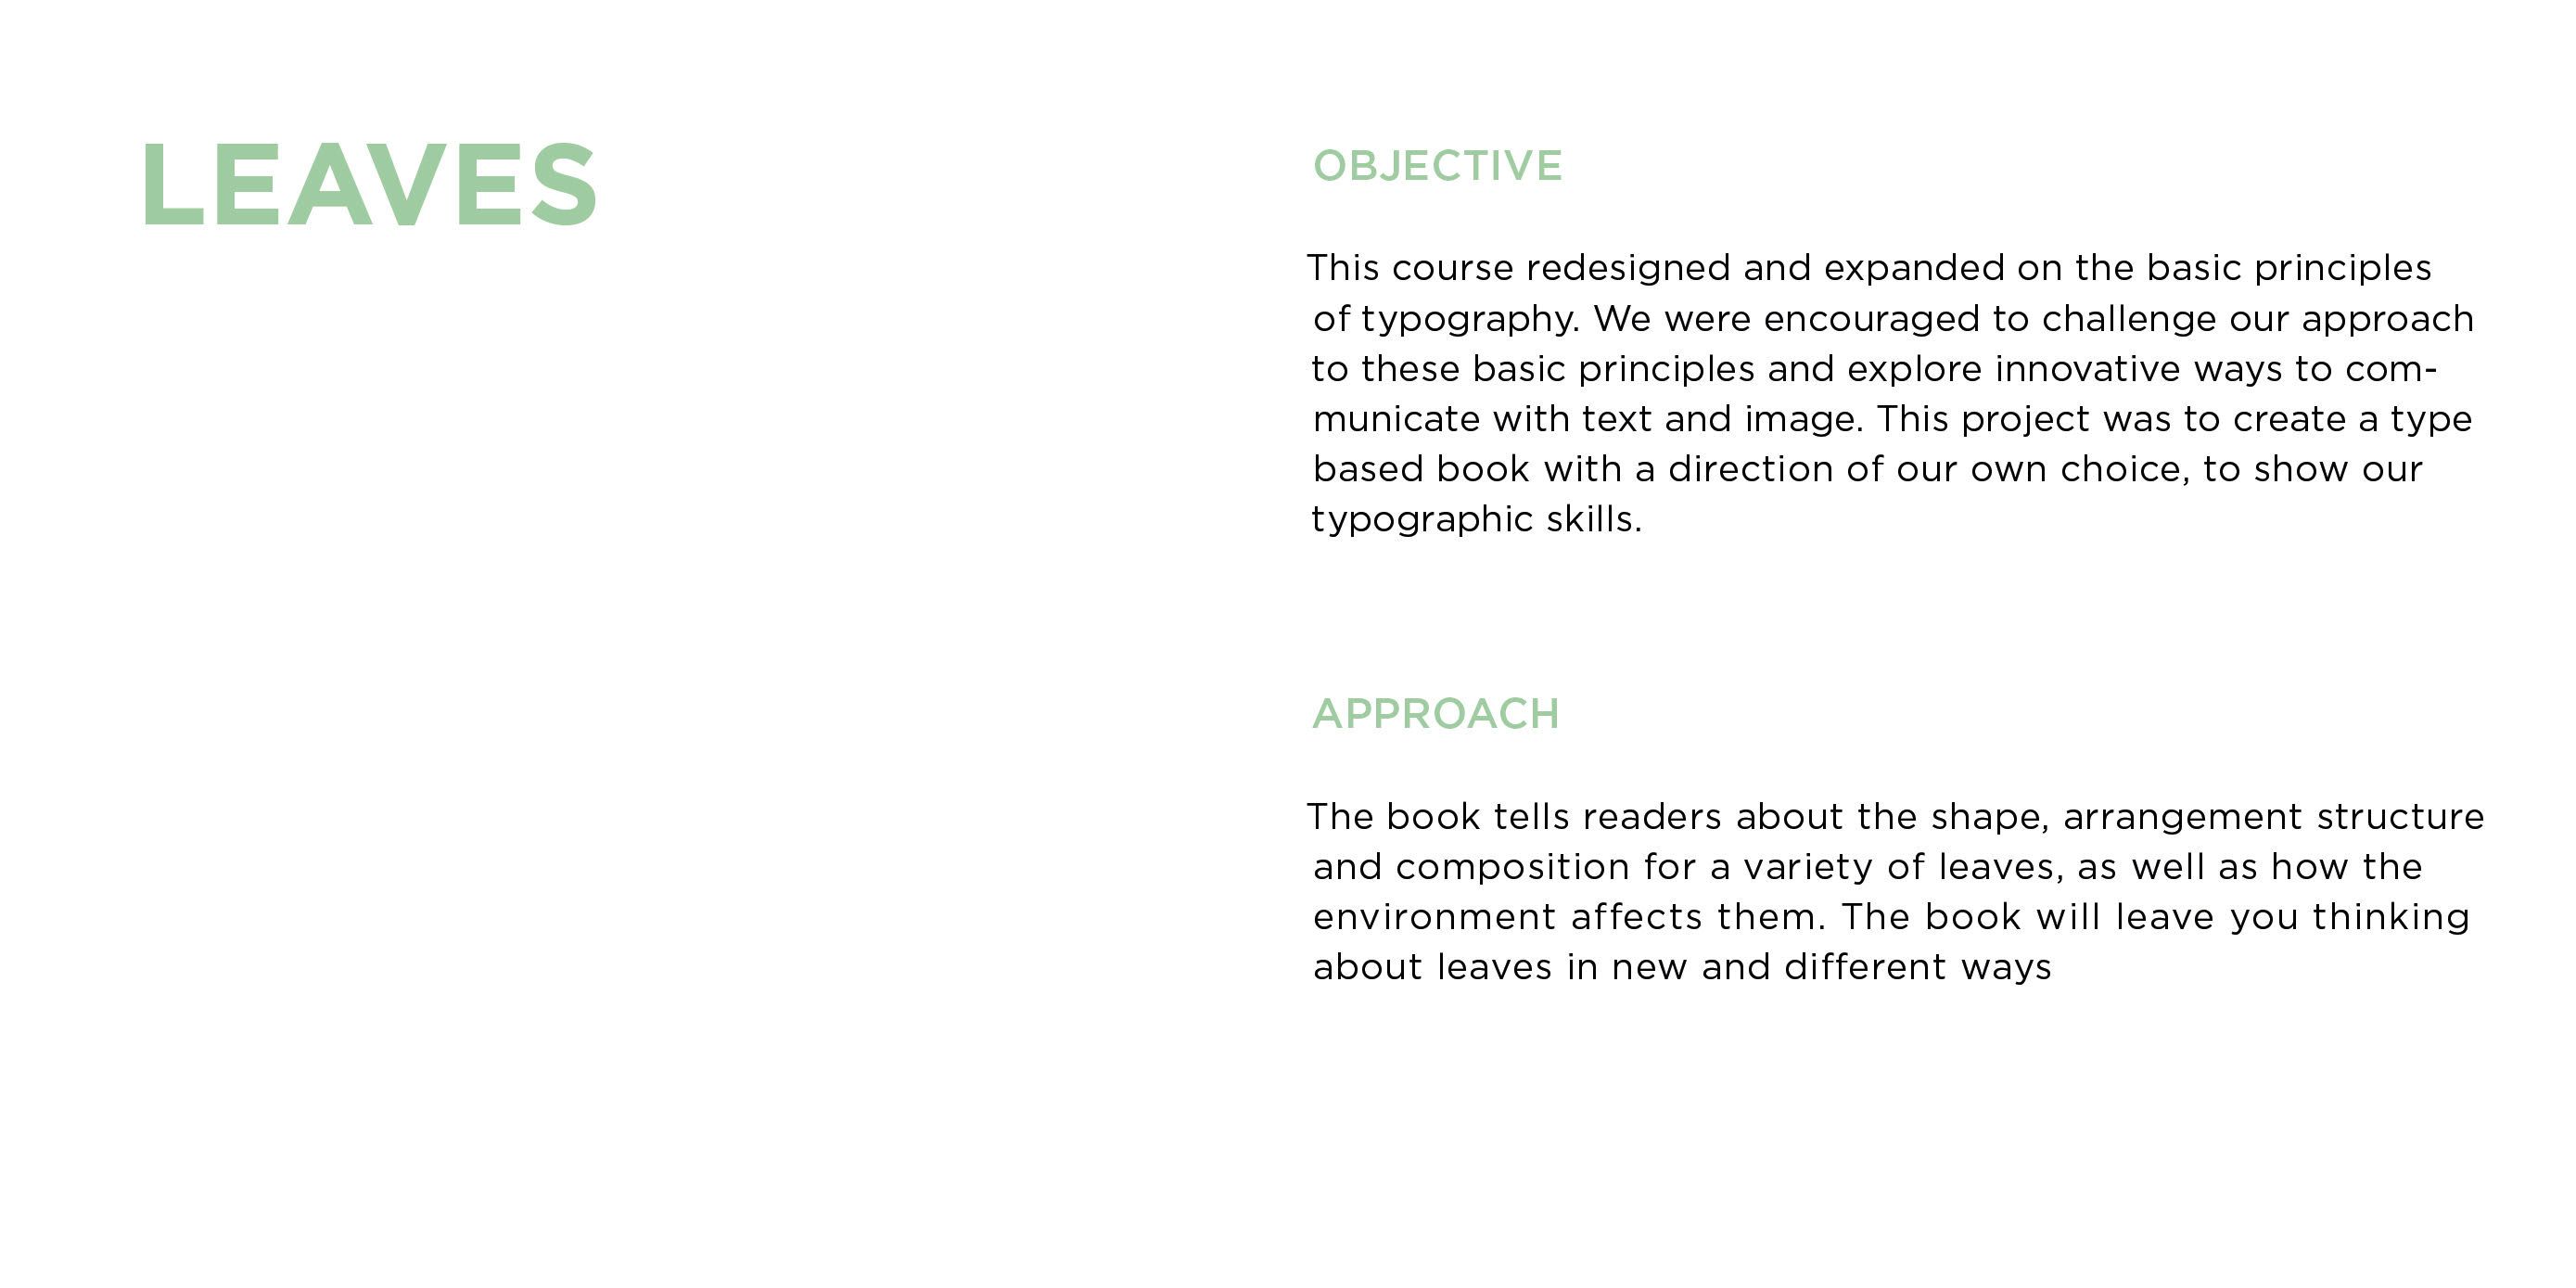 LEAVES
OBJECTIVE
This course redesigned and expanded on the basic principles
of typography. We were encouraged to challenge our approach
to these basic principles and explore innovative ways to com-
municate with text and image. This project was to create a type
based book with a direction of our own choice, to show our
typographic skills.
APPROACH
The book tells readers about the shape, arrangement structure
and composition for a variety of leaves, as well as how the
environment affects them. The book will leave you thinking
about leaves in new and different ways